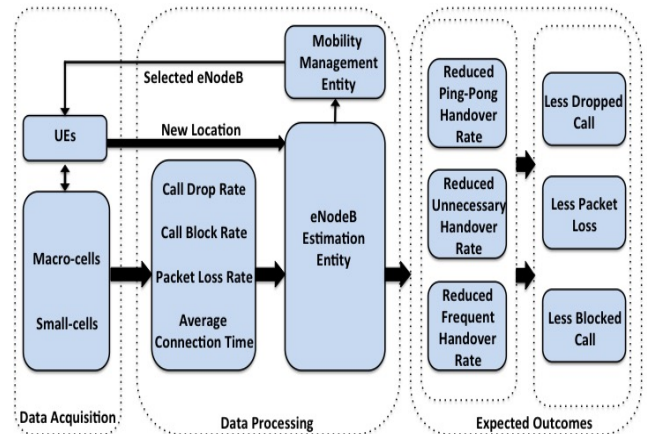 Mobility
Management
Entity
Selected eNodeB
UEs
New Location
Macro-cells
Small-cells
Call Drop Rate
Call Block Rate
Packet Loss Rate
Average
Connection Time
eNodeB
Estimation
Entity
Reduced
Ping-Pong
Handover
Rate
Reduced
Unnecessary
Handover
Rate
Reduced
Frequent
Handover
Rate
Less Dropped
Call
Less Packet
Loss
Less Blocked
Call
Data Acquisition
Data Processing
Expected Outcomes